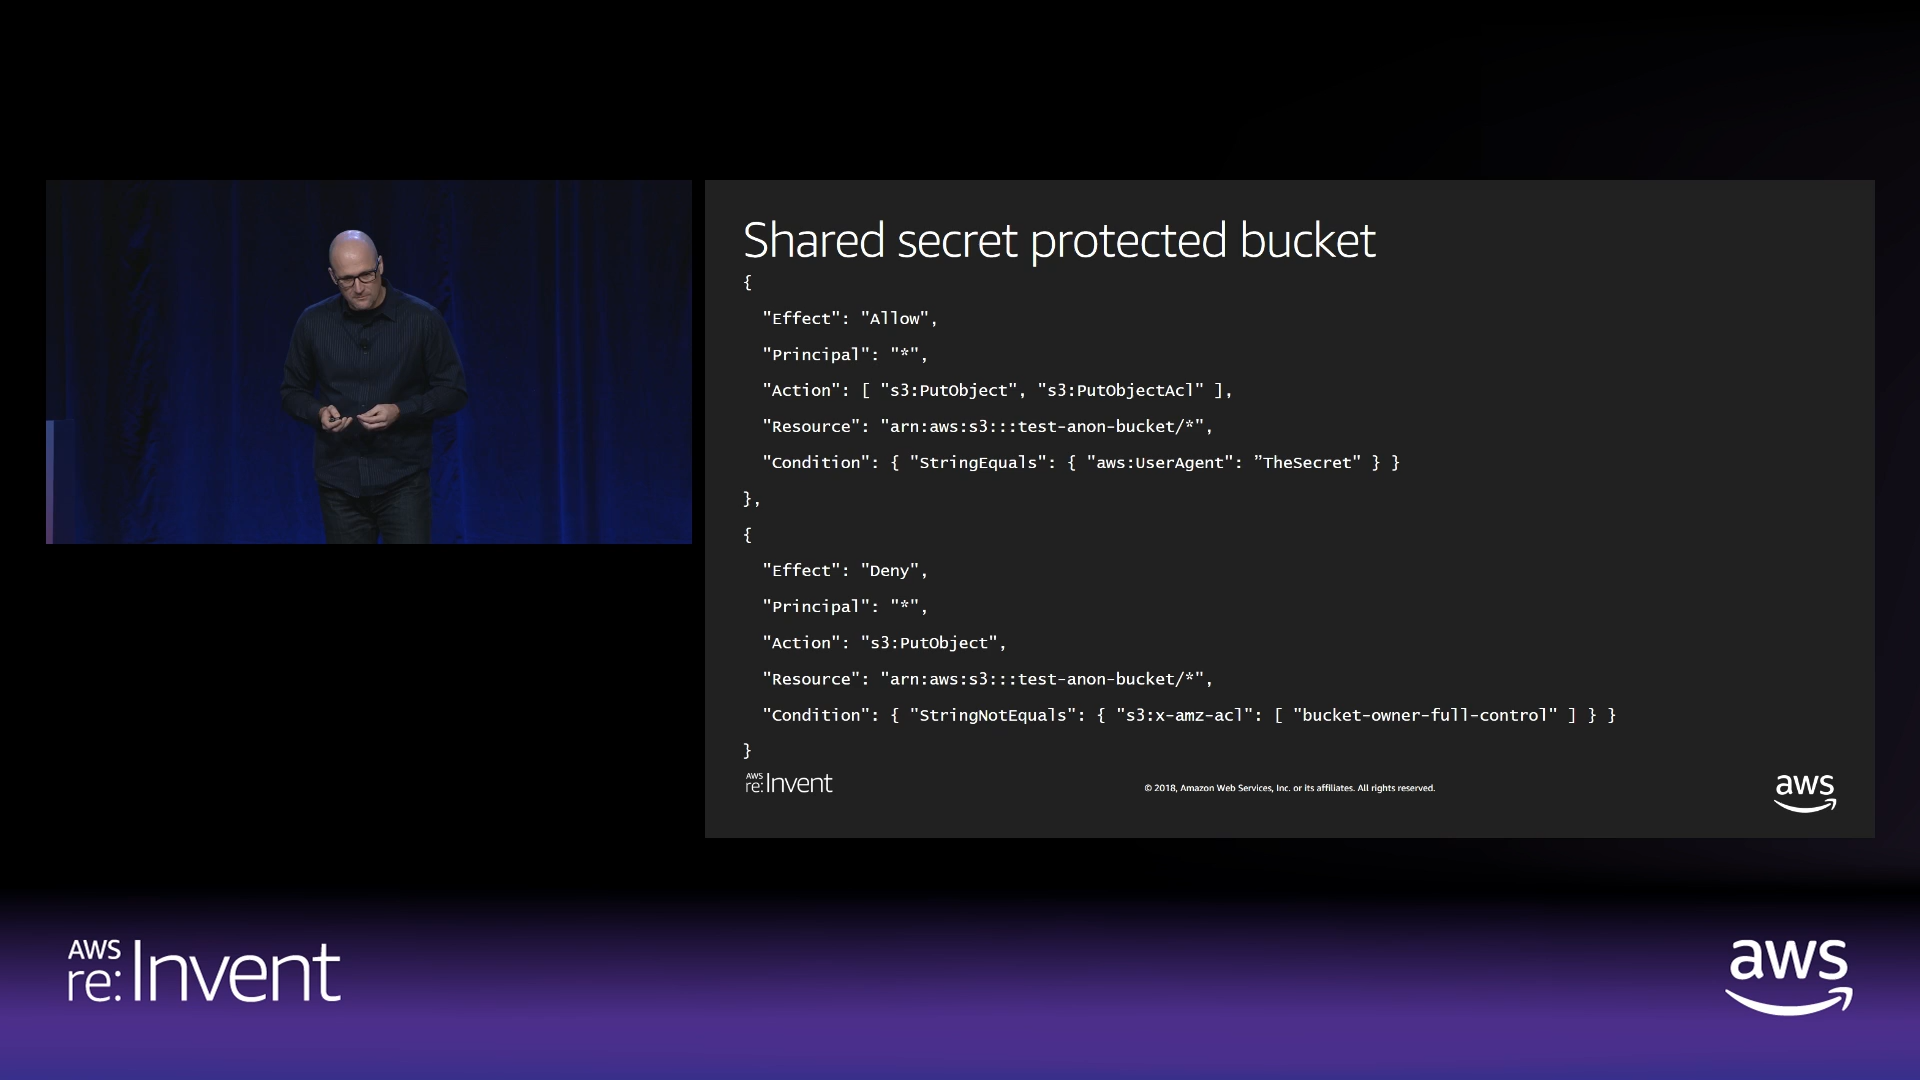 Shared secret protected bucket
{
"Effect": "Allow",
"Principal": "*",
"Action": [ "s3:PutObject", "s3:PutObjectAcl" ],
"Resource": "arn:aws:s3:::test-anon-bucket/*",
"Condition": { "StringEquals": { "aws:UserAgent": ”TheSecret" } }
},
{
"Effect": "Deny",
"Principal": "*",
"Action": "s3:PutObject",
"Resource": "arn:aws:s3:::test-anon-bucket/*",
"Condition": { "StringNotEquals": { "s3:x-amz-acl": [ "bucket-owner-full-control" ] } }
}
AWS
re:Invent
© 2018, Amazon Web Services, Inc. or its affiliates. All rights reserved.
aws
AWS
re:Invent
aws